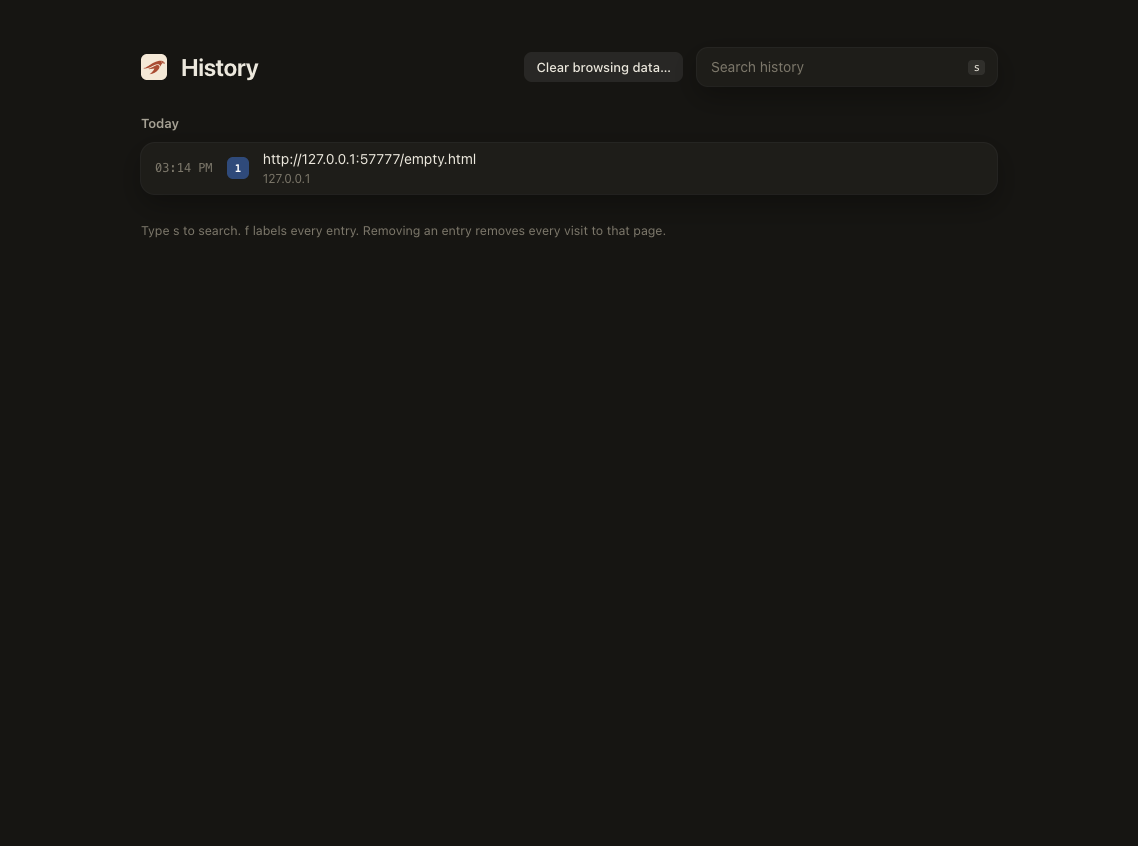 History
Clear browsing data...
Search history
s
Today
03:14 PM
1
http://127.0.0.1:57777/empty.html
127.0.0.1
Type s to search. f labels every entry. Removing an entry removes every visit to that page.